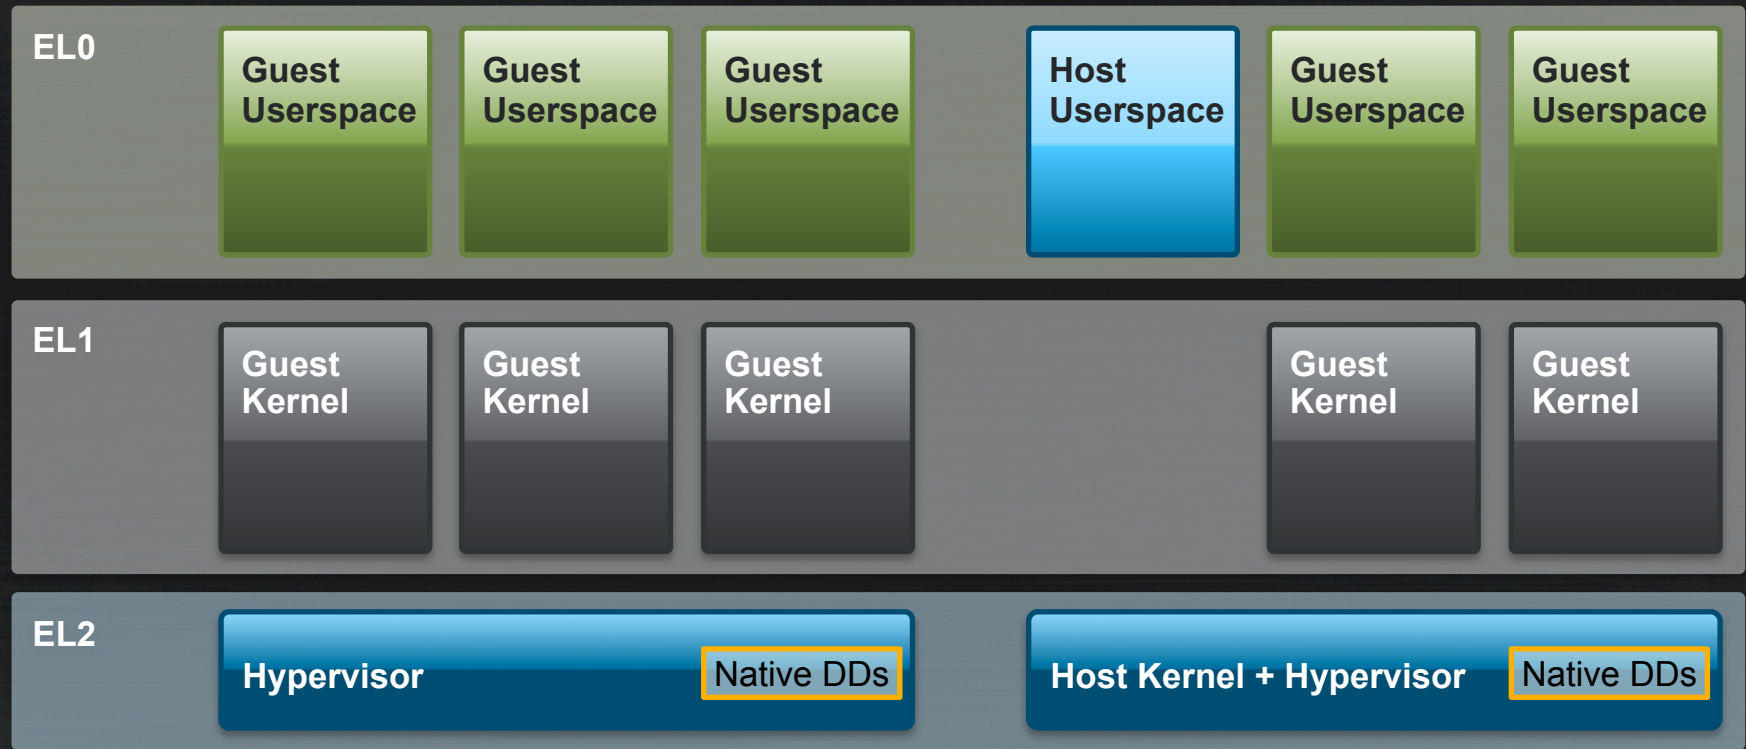 EL0
Guest
Userspace
Guest
Userspace
Guest
Userspace
Host
Userspace
Guest
Userspace
Guest
Userspace
EL1
Guest
Kernel
Guest
Kernel
Guest
Kernel
Guest
Kernel
Guest
Kernel
EL2
Hypervisor
Native DDs
Host Kernel + Hypervisor
Native DDs